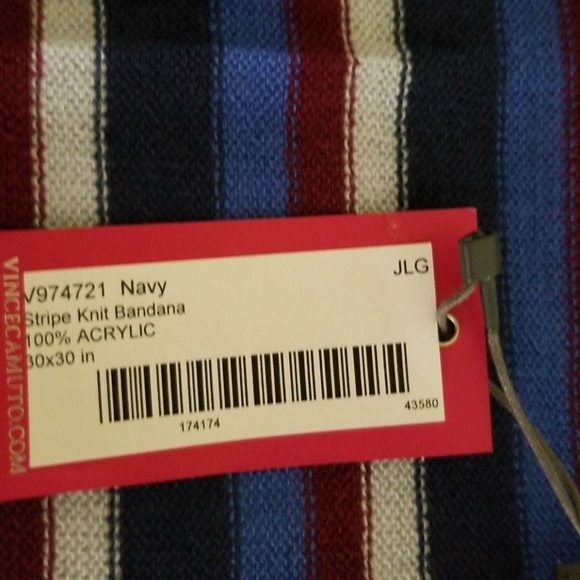 VINCECAMUTO.COM
JLG
V974721 Navy
Stripe Knit Bandana
100% ACRYLIC
30x30 in
174174
43580